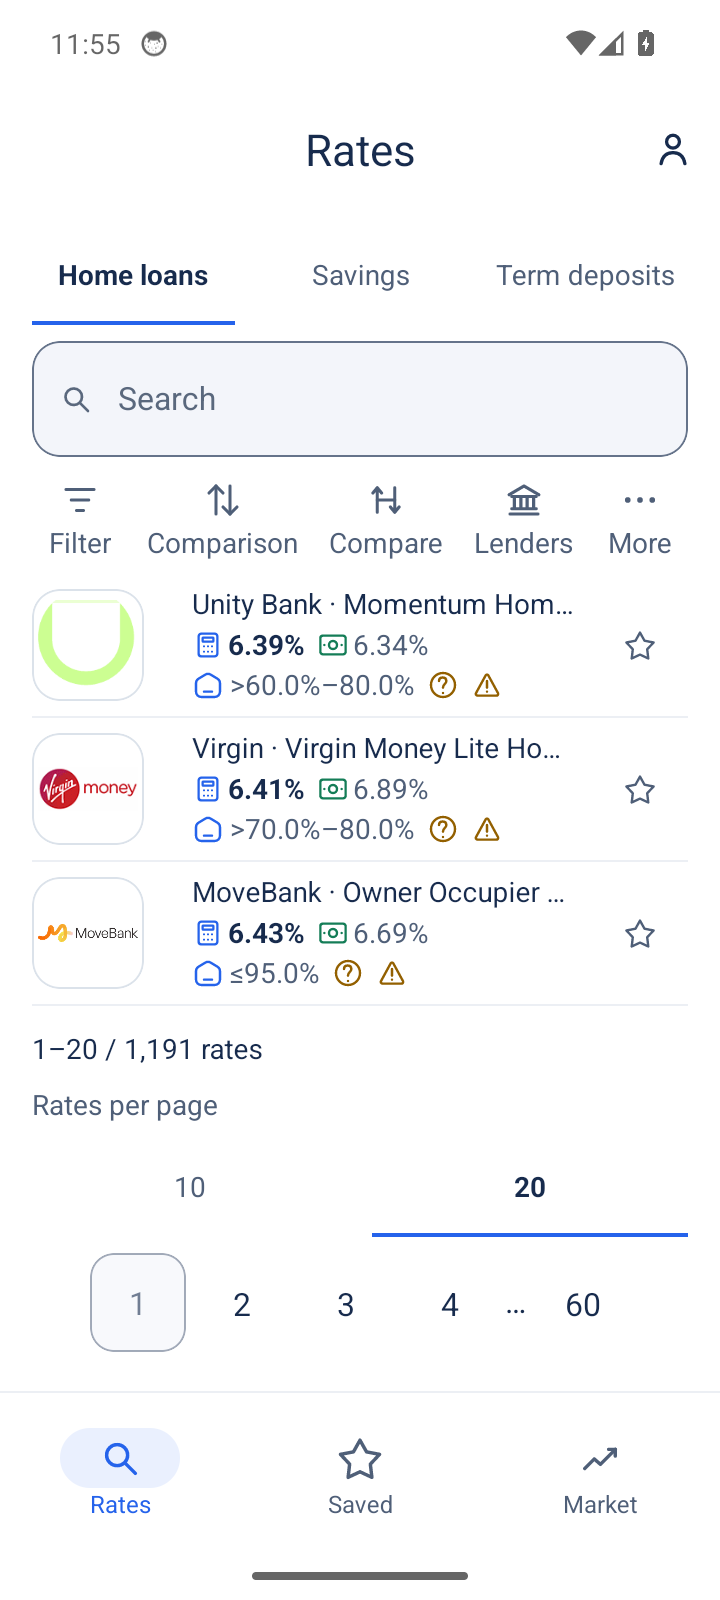 11:55
Rates
Home loans Savings Term deposits
Search
Filter Comparison Compare Lenders More
Unity Bank · Momentum Hom...
6.39% 6.34%
>60.0%–80.0%
Virgin money
Virgin · Virgin Money Lite Ho...
6.41% 6.89%
>70.0%–80.0%
MoveBank
MoveBank · Owner Occupier ...
6.43% 6.69%
≤95.0%
1–20 / 1,191 rates
Rates per page
10 20
1 2 3 4 ... 60
Rates Saved Market